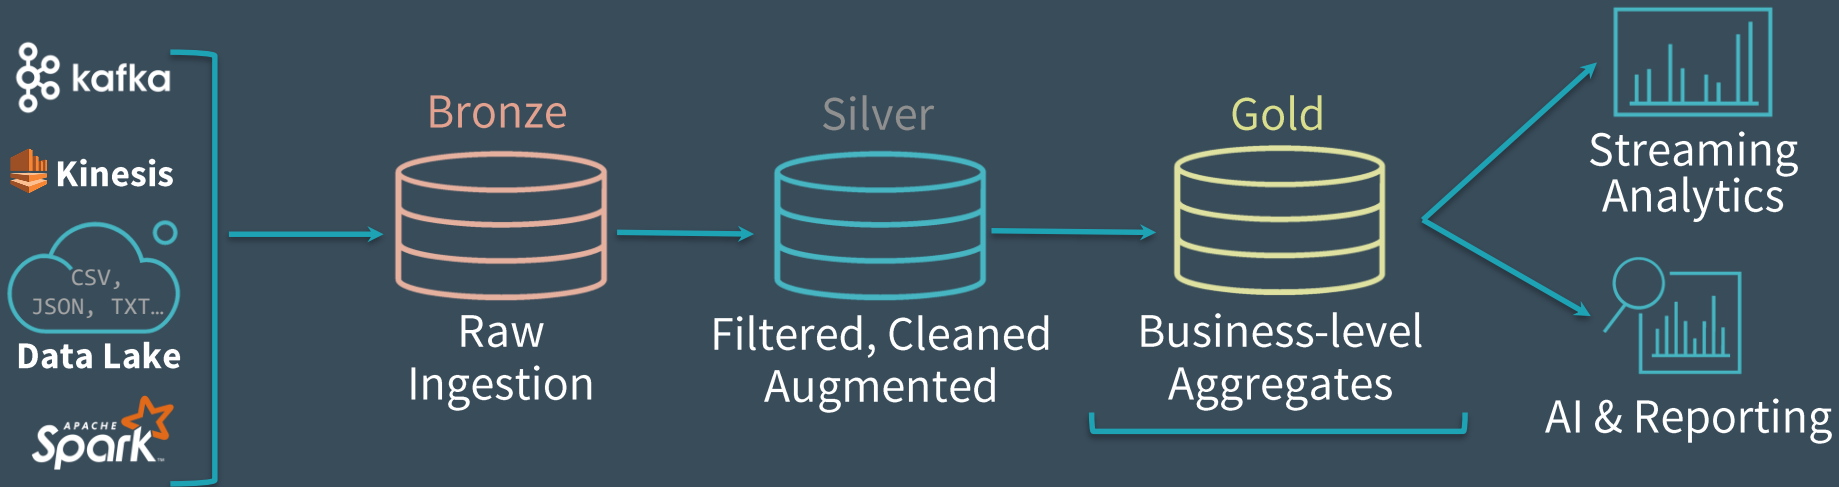 kafka
Kinesis
CSV,
JSON, TXT…
Data Lake
APACHE
Spark™
Bronze
Raw
Ingestion
Silver
Filtered, Cleaned
Augmented
Gold
Business-level
Aggregates
Streaming
Analytics
AI & Reporting